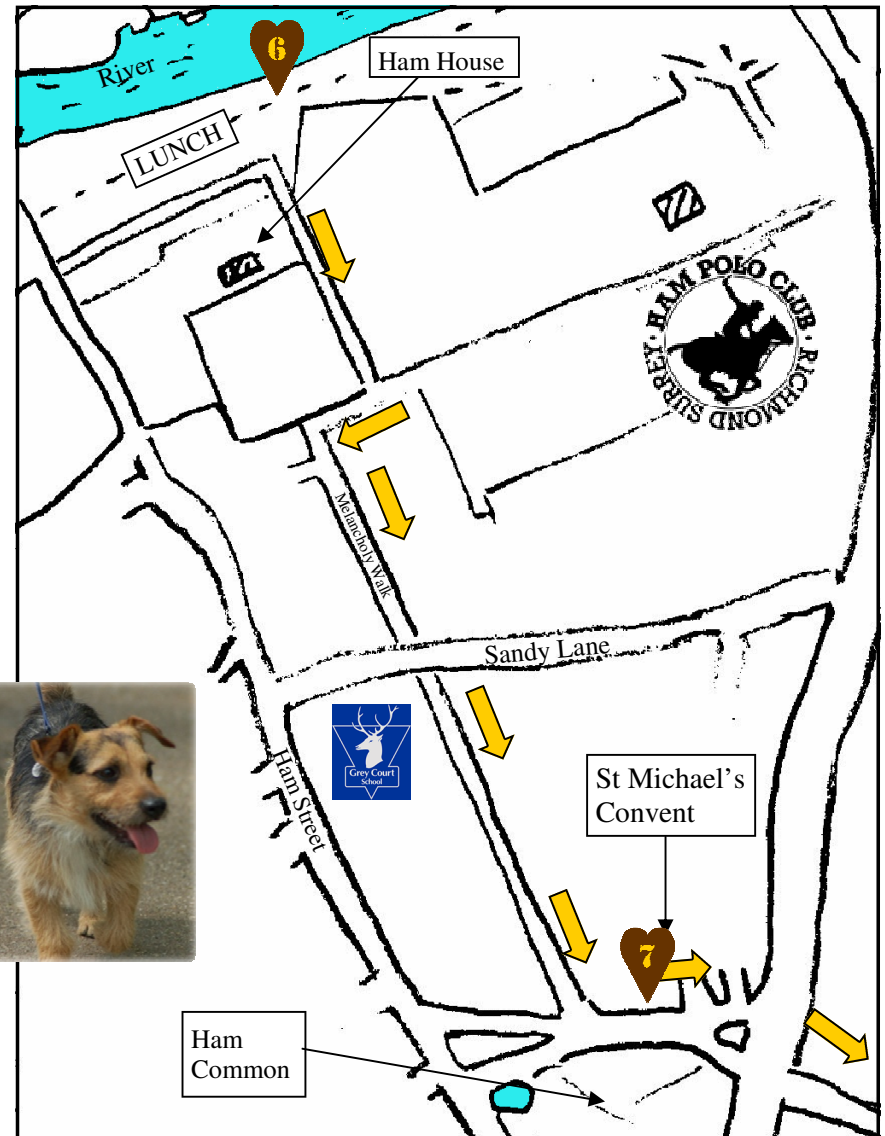 River
6
Ham House
LUNCH
HAM POLO CLUB · RICHMOND SURREY ·
Melancholy Walk
Sandy Lane
Grey Court
School
Ham Street
St Michael's
Convent
7
Ham
Common